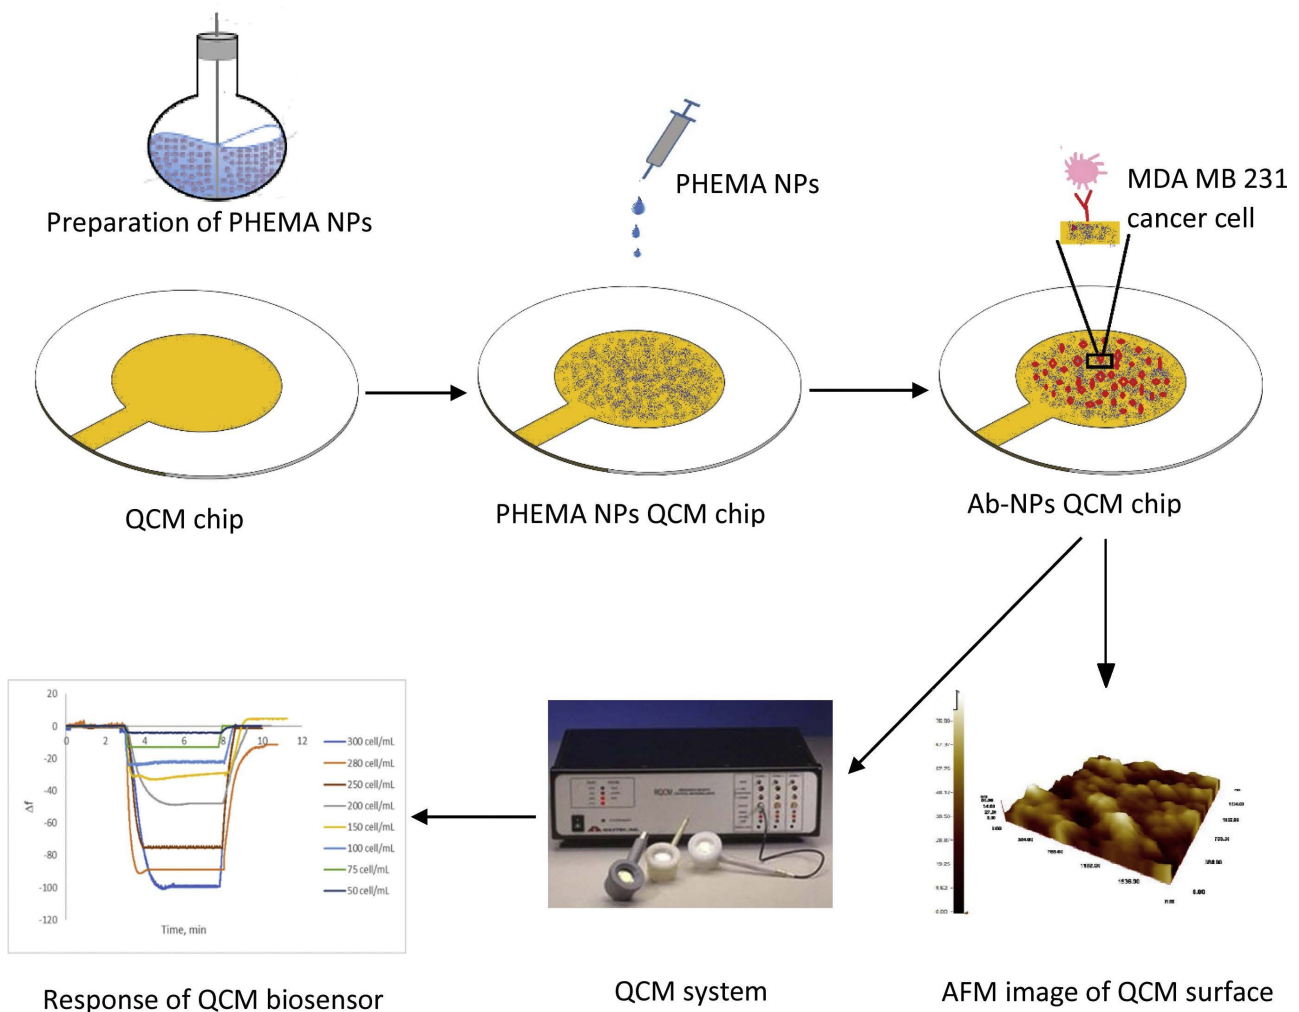 Preparation of PHEMA NPs
PHEMA NPs
MDA MB 231
cancer cell
QCM chip
PHEMA NPs QCM chip
Ab-NPs QCM chip
20
0
-20
-40
-60
-80
-100
-120
Δf
0
2
4
6
8
10
12
Time, min
300 cell/mL
280 cell/mL
250 cell/mL
200 cell/mL
150 cell/mL
100 cell/mL
75 cell/mL
50 cell/mL
RQCM
Response of QCM biosensor
QCM system
AFM image of QCM surface